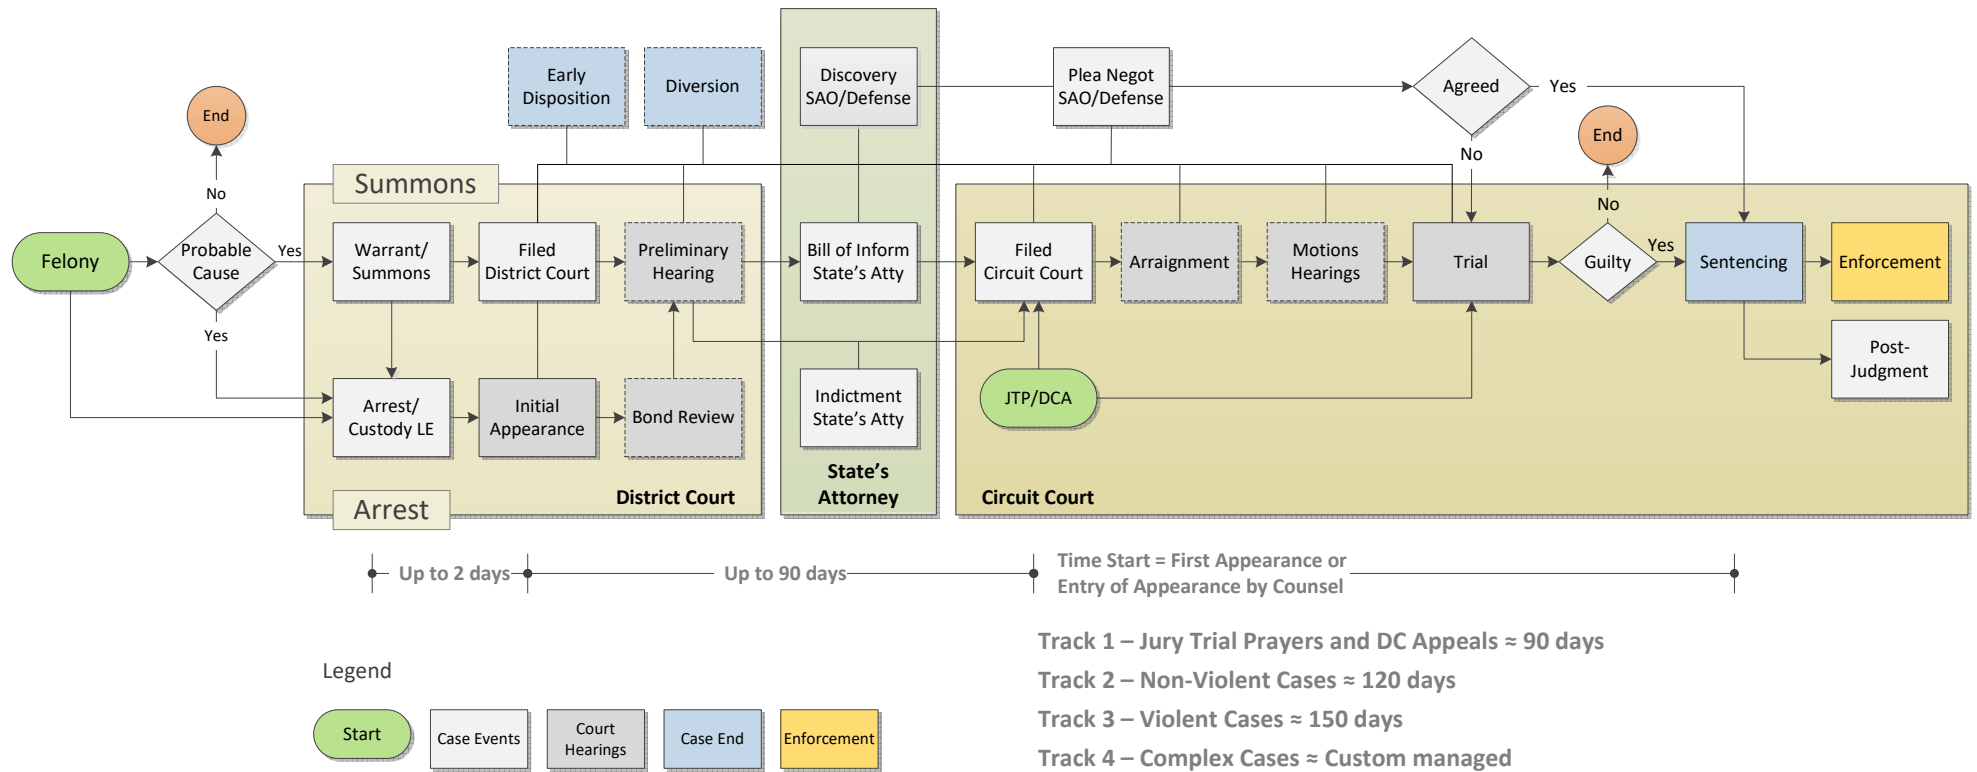 Early
Disposition
Diversion
Discovery
SAO/Defense
Plea Negot
SAO/Defense
Agreed
Yes
End
End
No
No
No
Summons
Felony
Probable
Cause
Yes
Yes
Warrant/
Summons
Filed
District Court
Preliminary
Hearing
Bill of Inform
State's Atty
Filed
Circuit Court
Arraignment
Motions
Hearings
Trial
Guilty
Yes
Sentencing
Enforcement
Post-
Judgment
Arrest/
Custody LE
Initial
Appearance
Bond Review
Indictment
State's Atty
JTP/DCA
State's
Attorney
District Court
Circuit Court
Arrest
Up to 2 days
Up to 90 days
Time Start = First Appearance or
Entry of Appearance by Counsel
Track 1 – Jury Trial Prayers and DC Appeals ≈ 90 days
Track 2 – Non-Violent Cases ≈ 120 days
Track 3 – Violent Cases ≈ 150 days
Track 4 – Complex Cases ≈ Custom managed
Legend
Start
Case Events
Court
Hearings
Case End
Enforcement